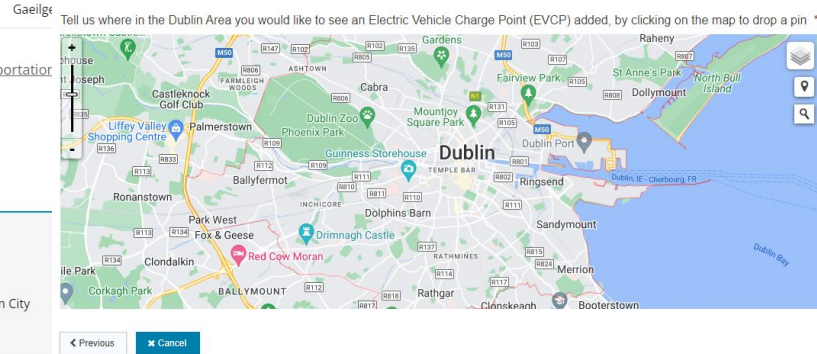 Gaeilge
Tell us where in the Dublin Area you would like to see an Electric Vehicle Charge Point (EVCP) added, by clicking on the map to drop a pin *
portation
m City
+
-
Gardens
Raheny
R147
R102
R102
R135
R103
R107
R807
M50
M50
R805
R806
ASHTOWN
FARMLEIGH
WOODS
t Joseph
Castleknock
Golf Club
Cabra
R806
Fairview Park
R105
St Anne's Park
North Bull
Island
R808
Dollymount
N1
Dublin Zoo
Phoenix Park
Mountjoy
Square Park
R131
R105
M50
R835
Liffey Valley
Shopping Centre
Palmerstown
R136
R833
R109
R109
R112
R113
Guinness Storehouse
Dublin
TEMPLE BAR
Dublin Port
R801
R802
Ringsend
Dublin, IE - Cherbourg, FR
Ballyfermot
R111
R810
R811
R110
R111
Ronanstown
INCHICORE
Dolphins Barn
Sandymount
Park West
R113
R134
Fox & Geese
Drimnagh Castle
R137
RATHMINES
R815
R824
Merrion
Dublin Bay
R134
Clondalkin
Red Cow Moran
ile Park
Corkagh Park
BALLYMOUNT
R112
R114
R117
R817
R818
Rathgar
Clonskeagh
Booterstown
Previous
Cancel